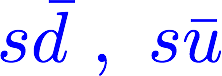 sd̄ , sū